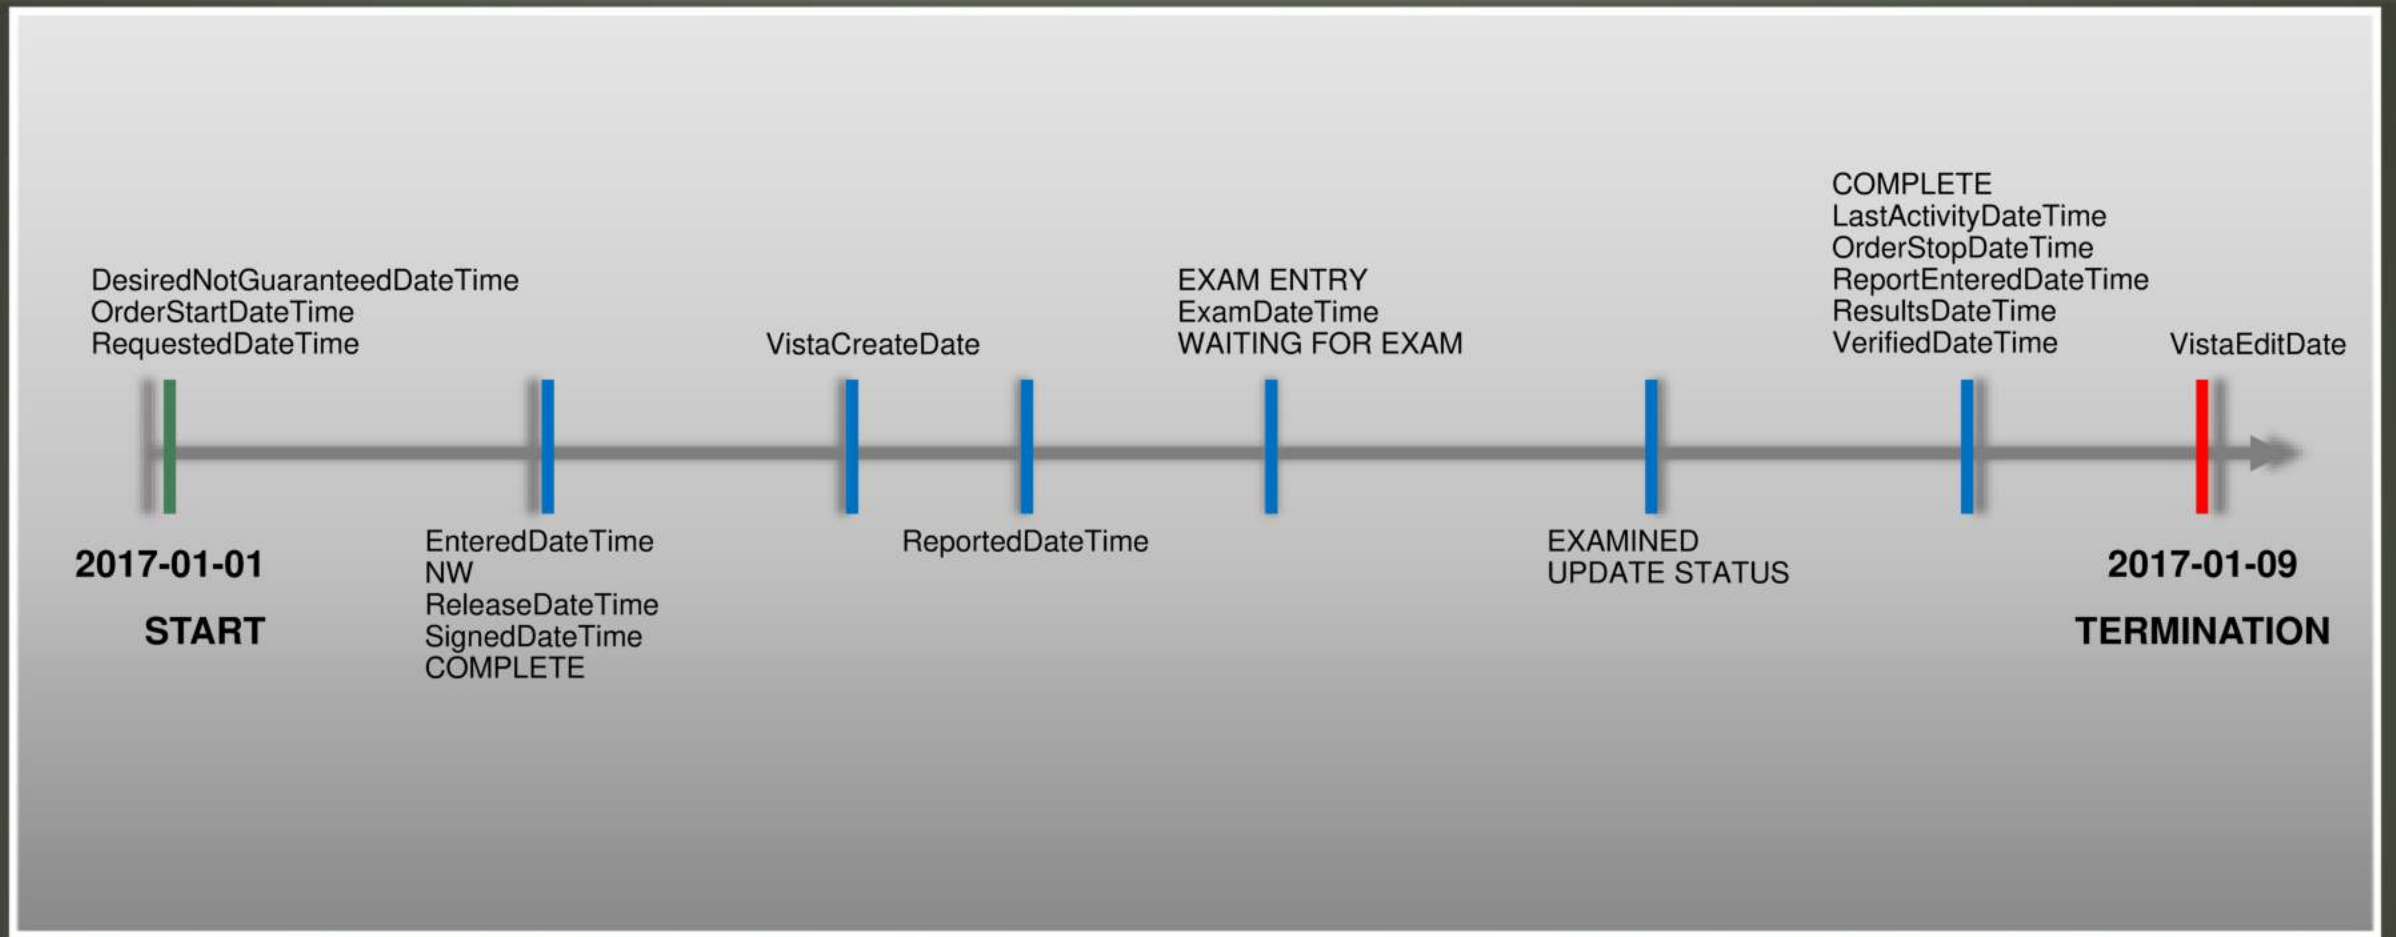 DesiredNotGuaranteedDateTime
OrderStartDateTime
RequestedDateTime
2017-01-01
START
EnteredDateTime
NW
ReleaseDateTime
SignedDateTime
COMPLETE
VistaCreateDate
ReportedDateTime
EXAM ENTRY
ExamDateTime
WAITING FOR EXAM
EXAMINED
UPDATE STATUS
COMPLETE
LastActivityDateTime
OrderStopDateTime
ReportEnteredDateTime
ResultsDateTime
VerifiedDateTime
VistaEditDate
2017-01-09
TERMINATION